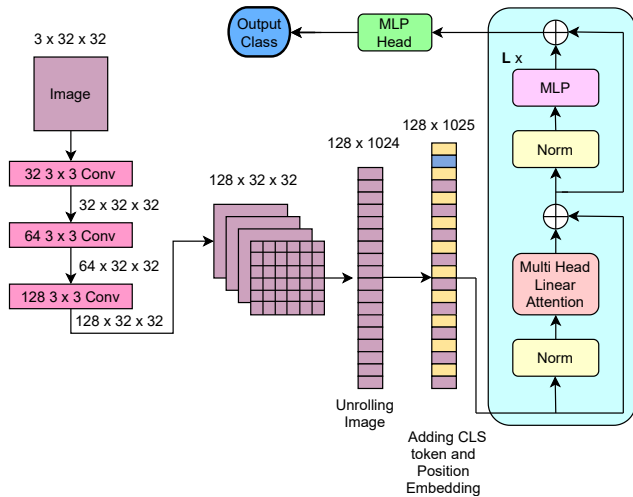 3 x 32 x 32
Image
32 3 x 3 Conv
32 x 32 x 32
64 3 x 3 Conv
64 x 32 x 32
128 3 x 3 Conv
128 x 32 x 32
128 x 32 x 32
128 x 1024
Unrolling
Image
128 x 1025
Adding CLS
token and
Position
Embedding
Output
Class
MLP
Head
L x
MLP
Norm
Multi Head
Linear
Attention
Norm